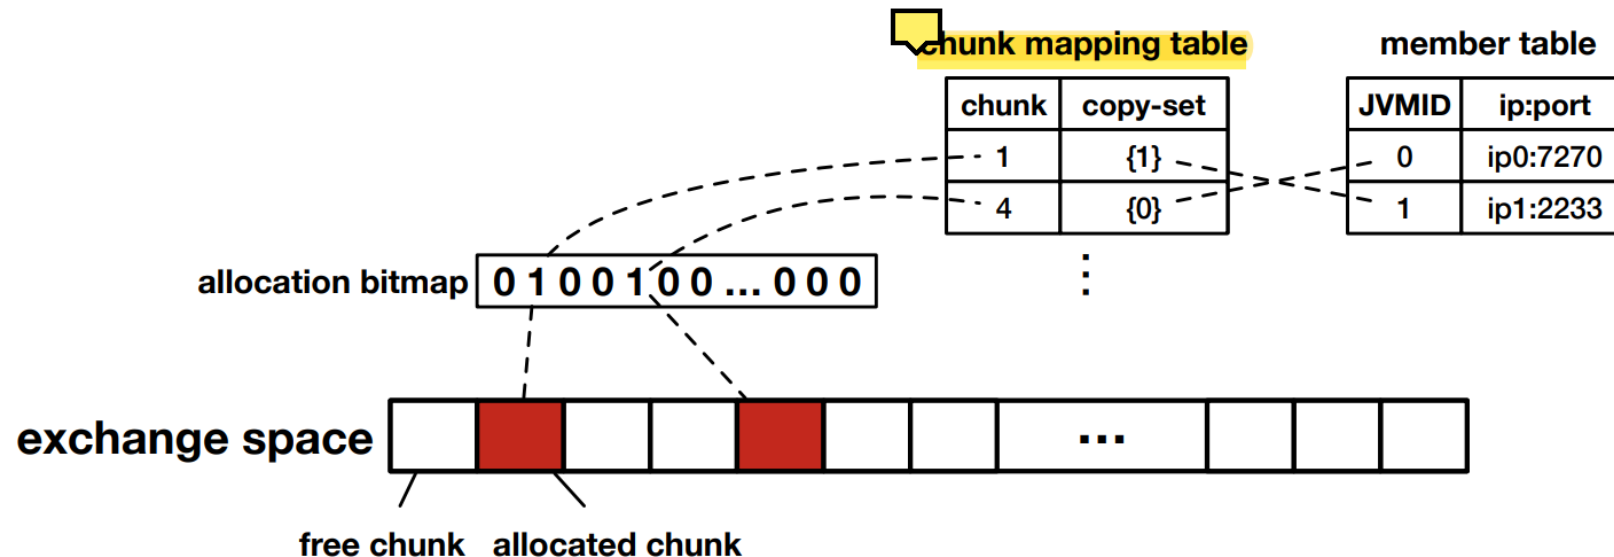 chunk mapping table
member table
chunk copy-set
JVMID ip:port
1 {1}
0 ip0:7270
4 {0}
1 ip1:2233
⋮
allocation bitmap 0 1 0 0 1 0 0 ... 0 0 0
exchange space ...
free chunk allocated chunk